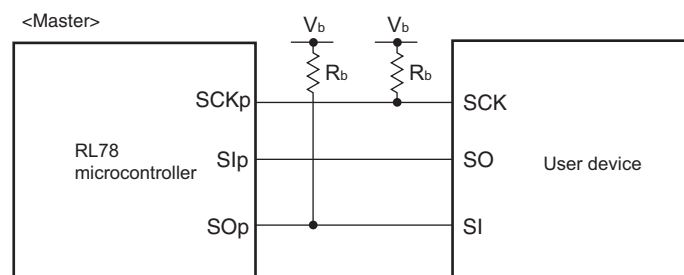 <Master>
Vb Vb
Rb Rb
SCKp SCK
RL78
microcontroller
SIp SO
User device
SOp SI